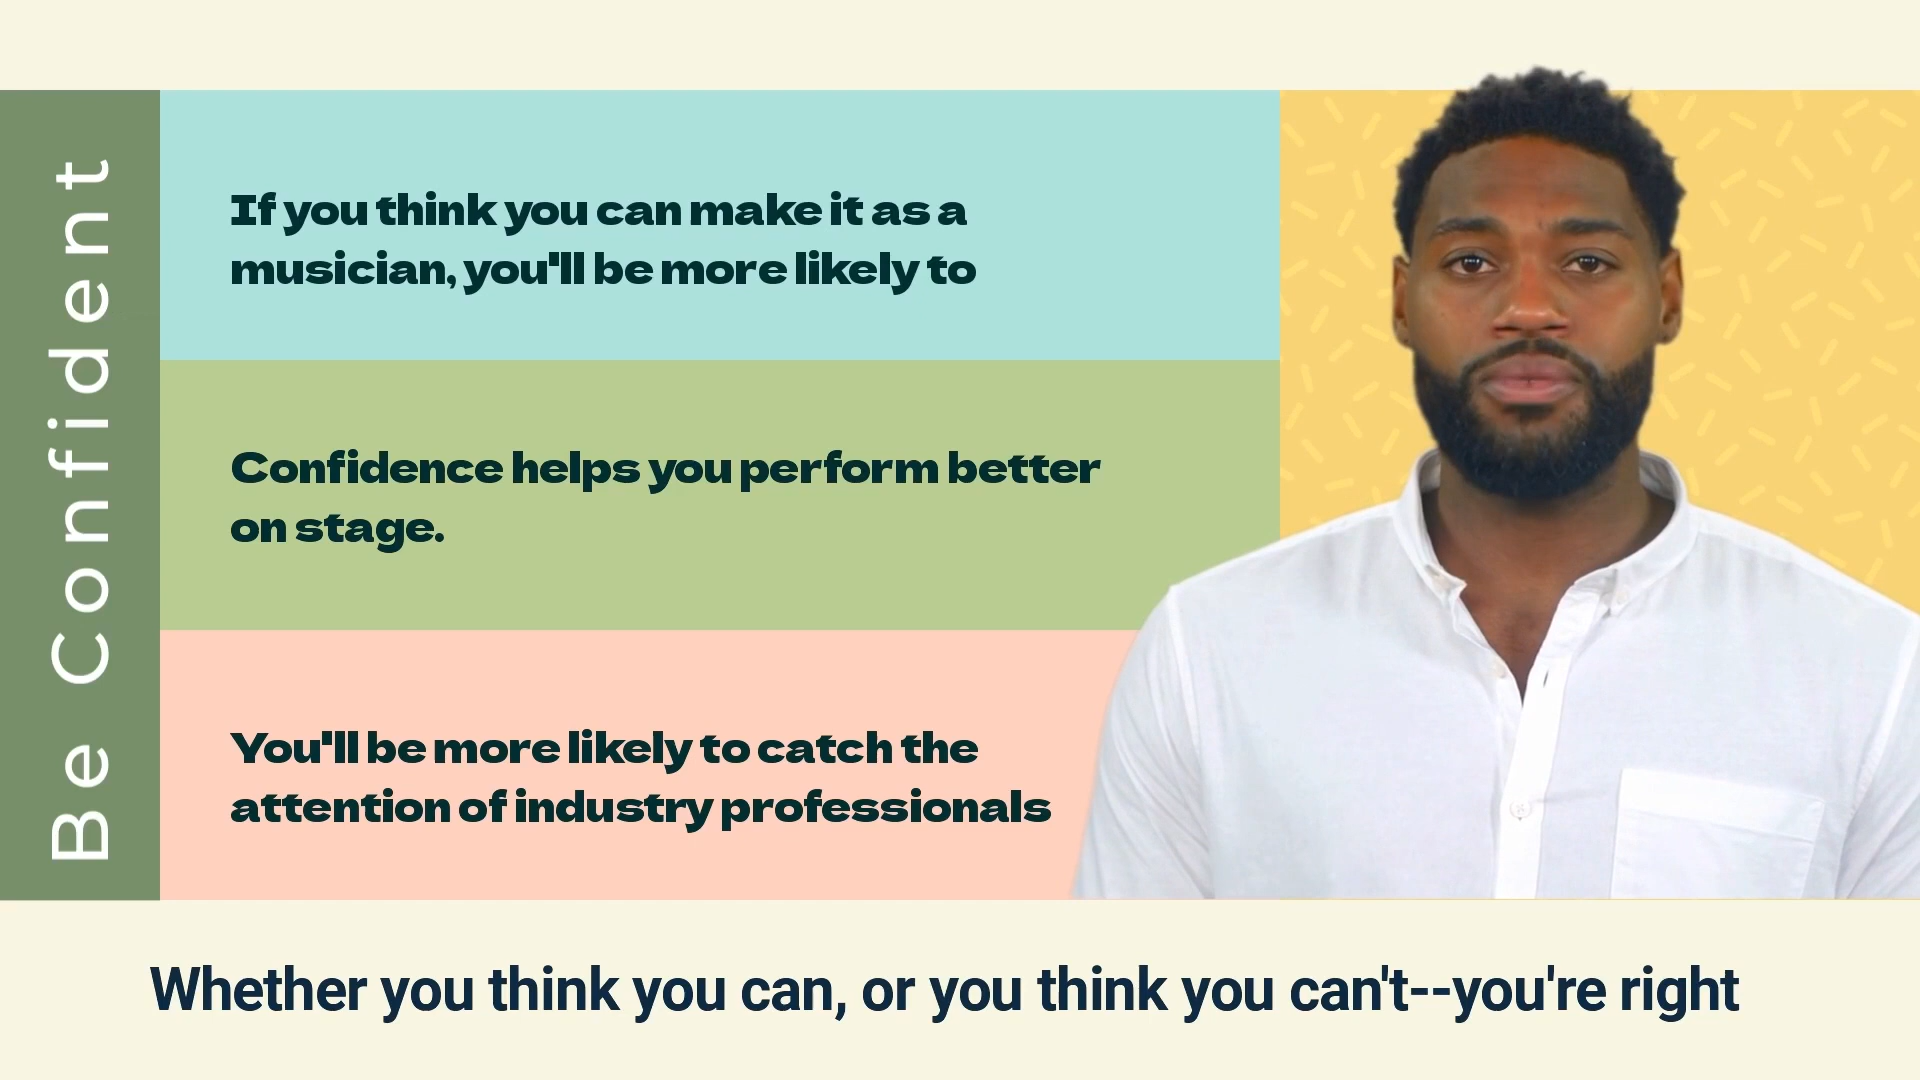 Be Confident
If you think you can make it as a
musician, you'll be more likely to
Confidence helps you perform better
on stage.
You'll be more likely to catch the
attention of industry professionals
Whether you think you can, or you think you can't--you're right